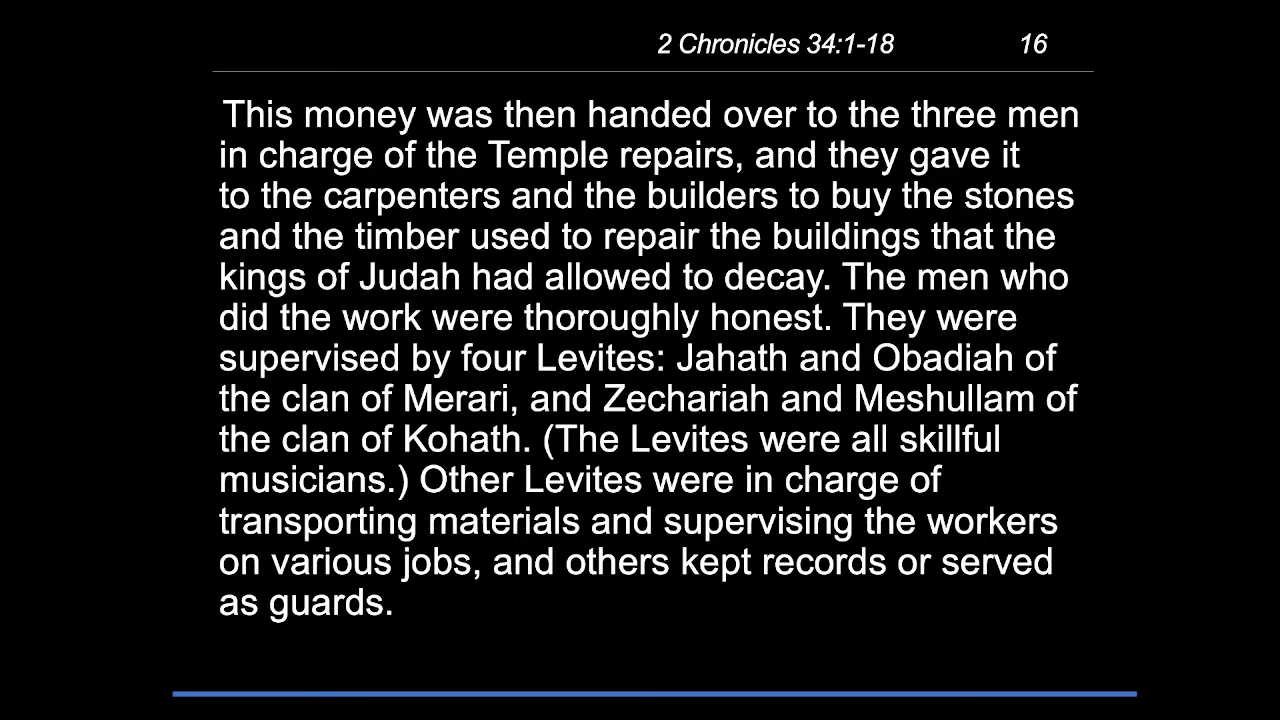 2 Chronicles 34:1-18 16
This money was then handed over to the three men
in charge of the Temple repairs, and they gave it
to the carpenters and the builders to buy the stones
and the timber used to repair the buildings that the
kings of Judah had allowed to decay. The men who
did the work were thoroughly honest. They were
supervised by four Levites: Jahath and Obadiah of
the clan of Merari, and Zechariah and Meshullam of
the clan of Kohath. (The Levites were all skillful
musicians.) Other Levites were in charge of
transporting materials and supervising the workers
on various jobs, and others kept records or served
as guards.